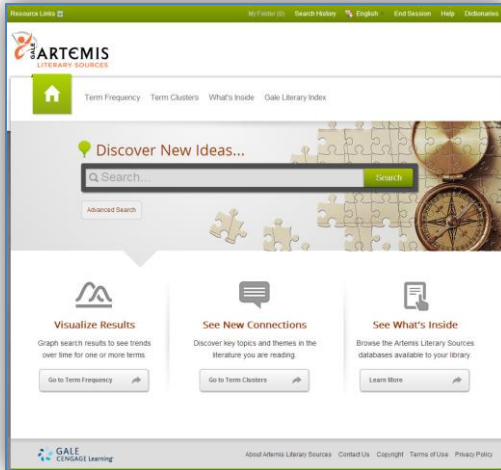 Resource Links
My Folder (0) Search History English End Session Help Dictionaries
GALE
ARTEMIS
LITERARY SOURCES
Term Frequency Term Clusters What's Inside Gale Literary Index
Discover New Ideas...
Search... Search
Advanced Search
Visualize Results
Graph search results to see trends
over time for one or more terms
Go to Term Frequency
See New Connections
Discover key topics and themes in the
literature you are reading.
Go to Term Clusters
See What's Inside
Browse the Artemis Literary Sources
databases available to your library.
Learn More
GALE
CENGAGE Learning
About Artemis Literary Sources Contact Us Copyright Terms of Use Privacy Policy